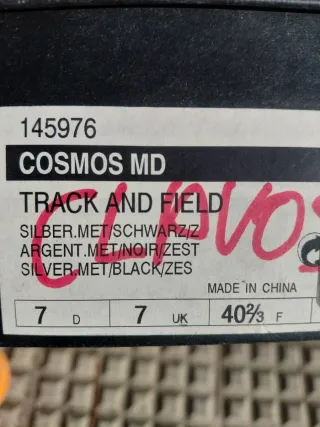 145976
COSMOS MD
TRACK AND FIELD
CLAVOS
SILBER.MET/SCHWARZ/Z
ARGENT.MET/NOIR/ZEST
SILVER.MET/BLACK/ZES
MADE IN CHINA
7 D 7 UK 40⅔ F